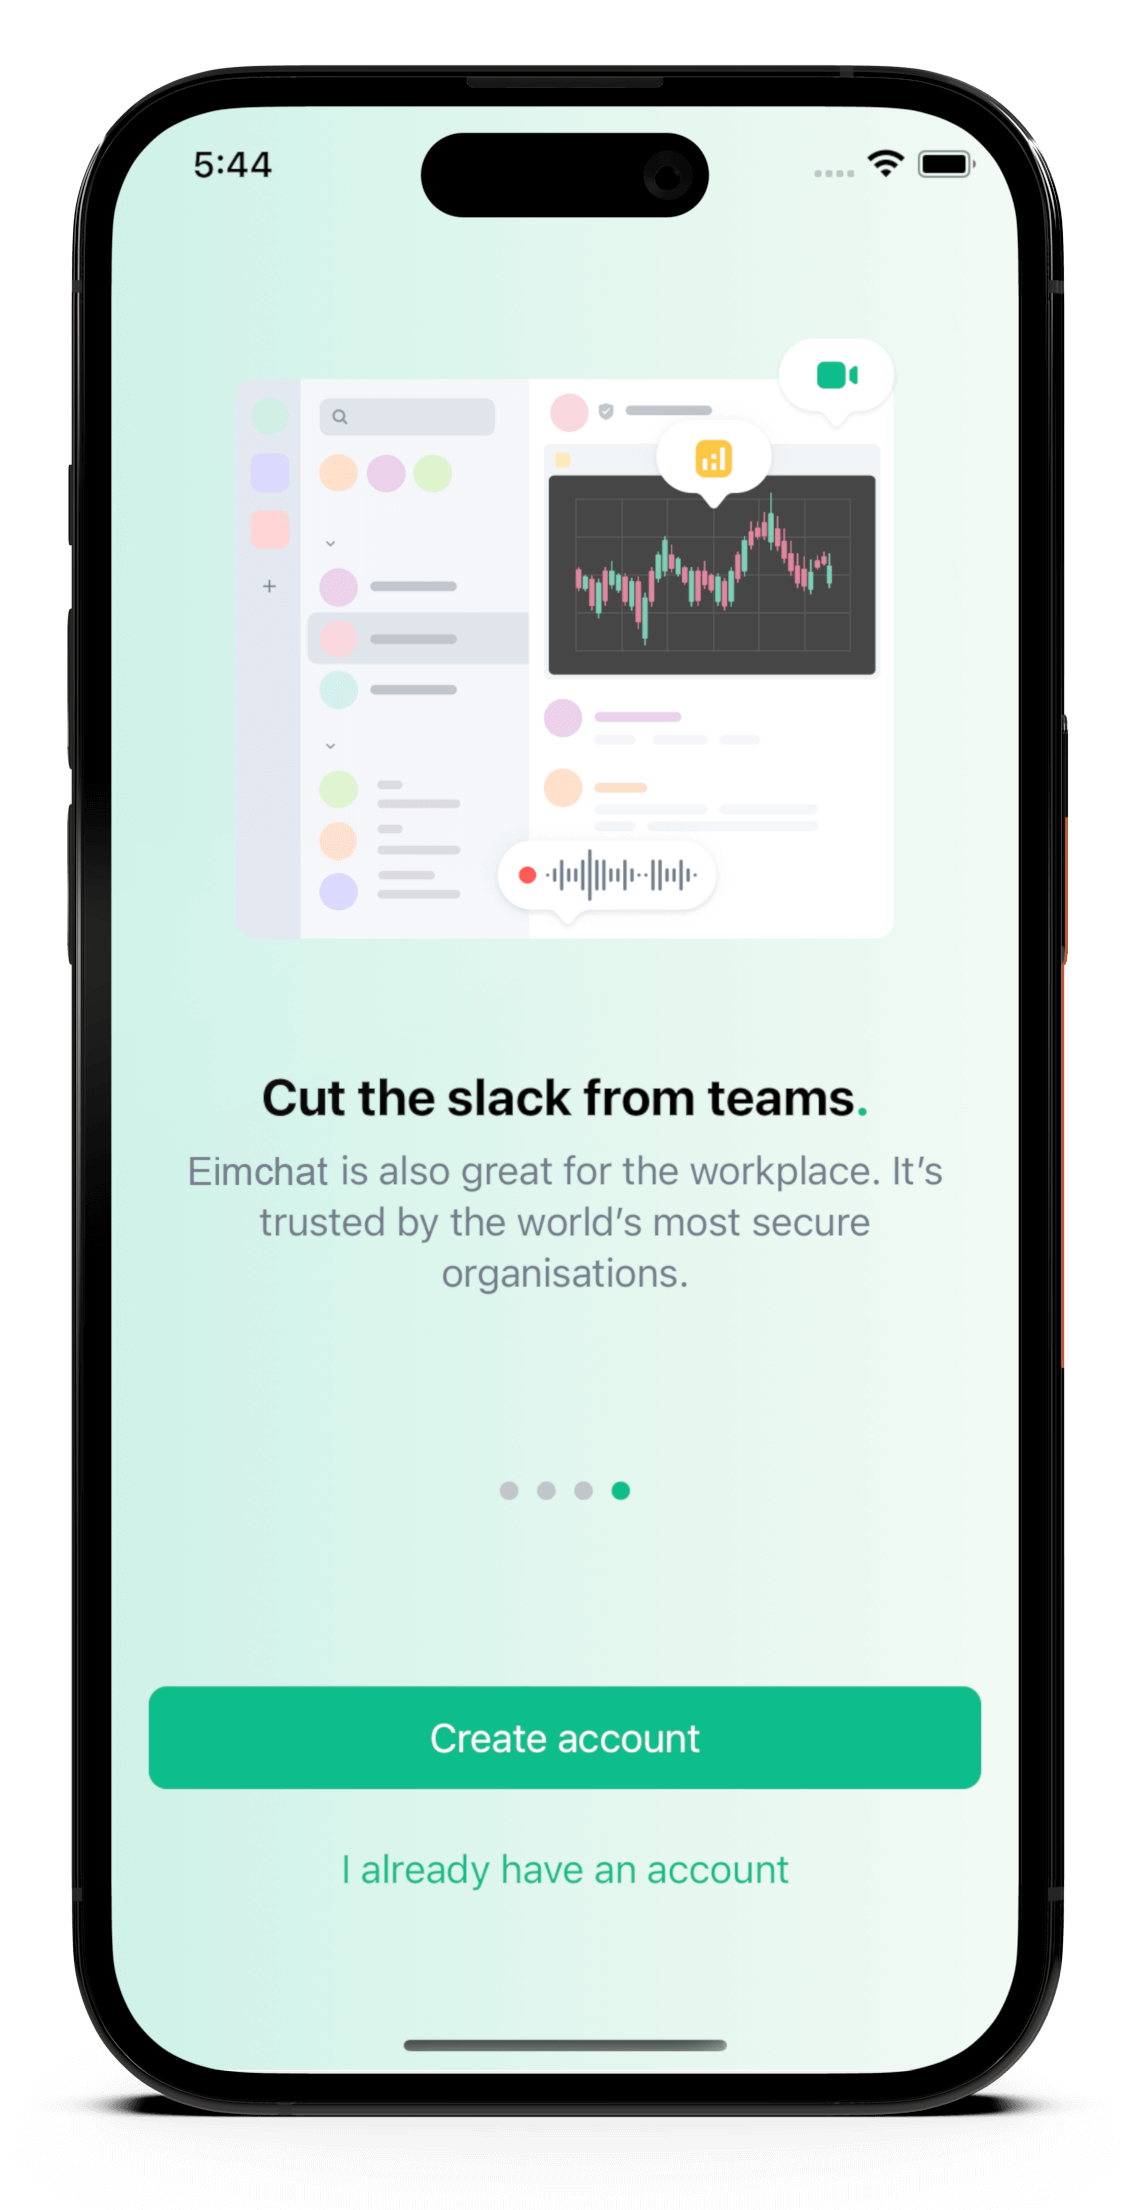 5:44
Cut the slack from teams.
Eimchat is also great for the workplace. It’s
trusted by the world’s most secure
organisations.
Create account
I already have an account